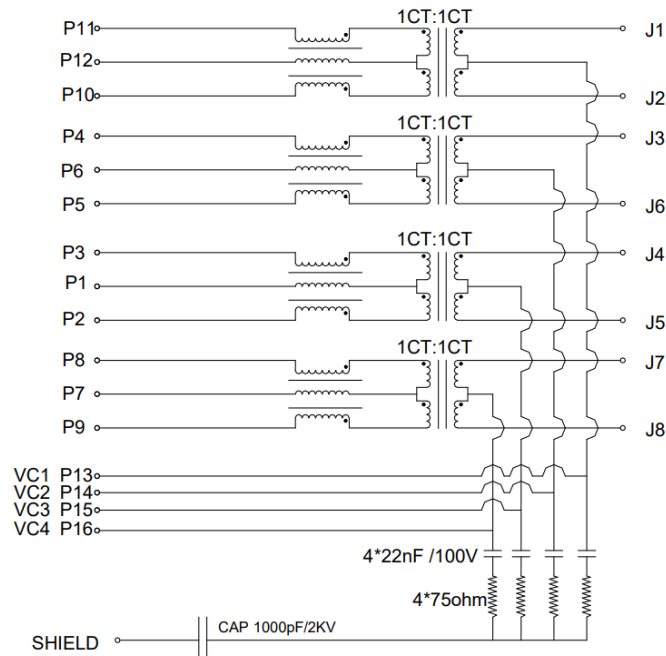 1CT:1CT
P11
J1
P12
P10
J2
1CT:1CT
P4
J3
P6
P5
J6
1CT:1CT
P3
J4
P1
P2
J5
1CT:1CT
P8
J7
P7
P9
J8
VC1 P13
VC2 P14
VC3 P15
VC4 P16
4*22nF /100V
4*75ohm
CAP 1000pF/2KV
SHIELD